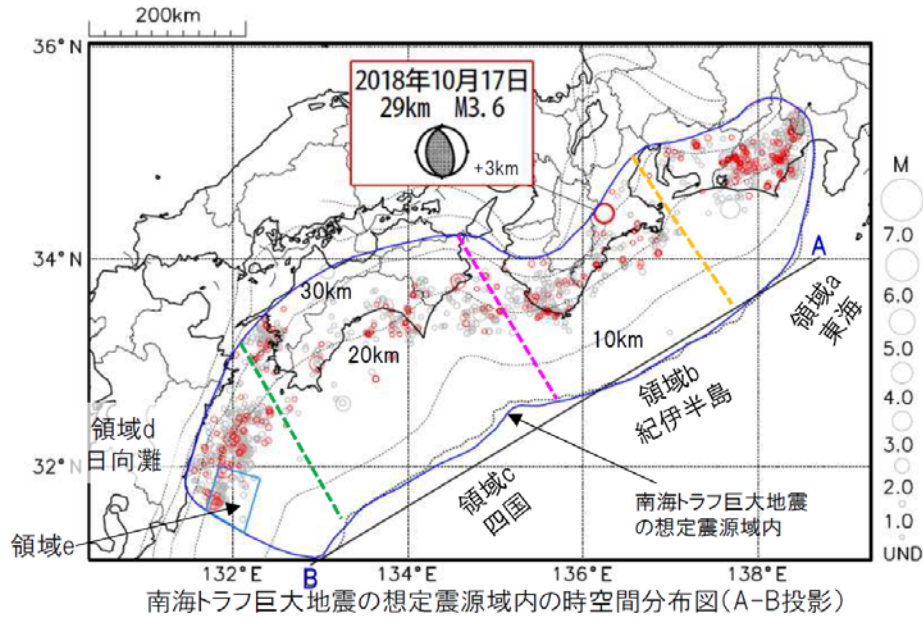 200km
36°N
2018年10月17日
29km M3.6
+3km
M
7.0
6.0
5.0
4.0
3.0
2.0
1.0
UND
34°N
30km
20km
10km
A
領域a
東海
領域b
紀伊半島
領域c
四国
領域d
日向灘
32°N
領域e
南海トラフ巨大地震
の想定震源域内
B
132°E
134°E
136°E
138°E
南海トラフ巨大地震の想定震源域内の時空間分布図(A-B投影)